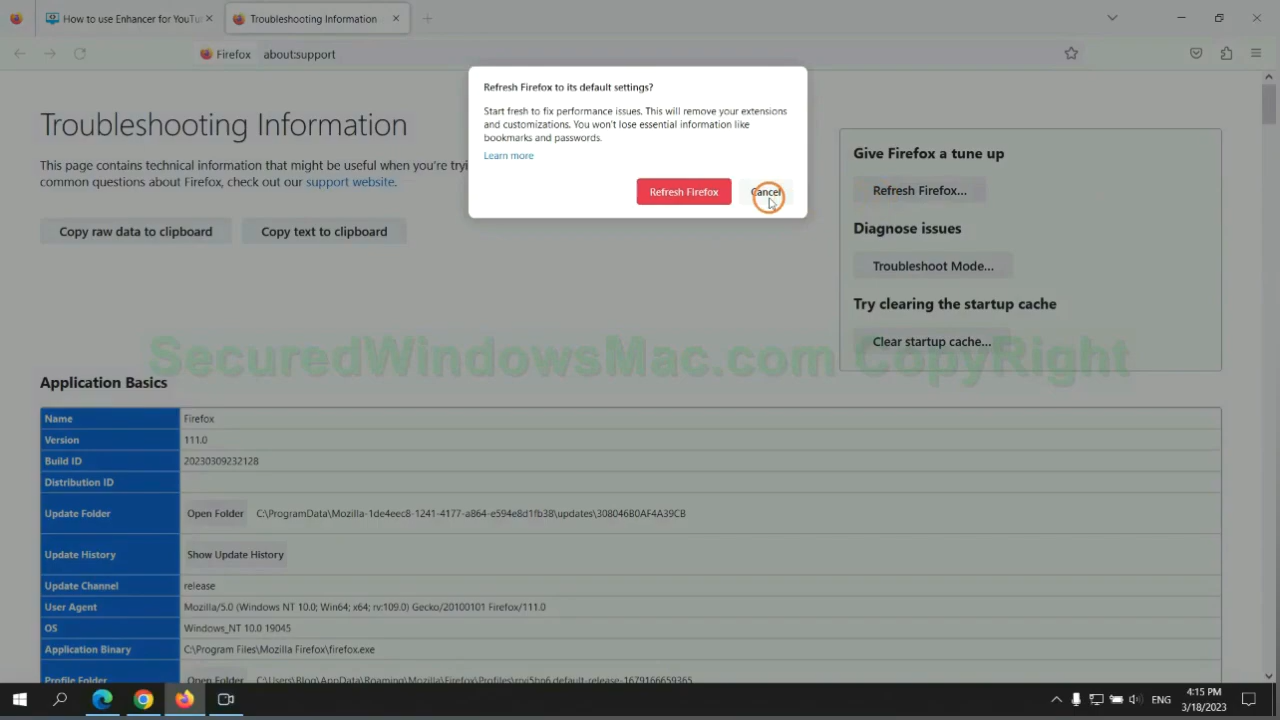 How to use Enhancer for YouTu
Troubleshooting Information
Firefox
about:support
Refresh Firefox to its default settings?
Start fresh to fix performance issues. This will remove your extensions
and customizations. You won't lose essential information like
bookmarks and passwords.
Learn more
Refresh Firefox
Cancel
Troubleshooting Information
This page contains technical information that might be useful when you're tryi
common questions about Firefox, check out our support website.
Copy raw data to clipboard
Copy text to clipboard
Give Firefox a tune up
Refresh Firefox...
Diagnose issues
Troubleshoot Mode...
Try clearing the startup cache
Clear startup cache...
SecuredWindowsMac.com CopyRight
Application Basics
Name Firefox
Version 111.0
Build ID 20230309232128
Distribution ID
Update Folder Open Folder C:\ProgramData\Mozilla-1de4eec8-1241-4177-a864-e594e8d1fb38\updates\308046B0AF4A39CB
Update History Show Update History
Update Channel release
User Agent Mozilla/5.0 (Windows NT 10.0; Win64; x64; rv:109.0) Gecko/20100101 Firefox/111.0
OS Windows_NT 10.0 19045
Application Binary C:\Program Files\Mozilla Firefox\firefox.exe
Profile Folder Open Folder
ENG
4:15 PM
3/18/2023